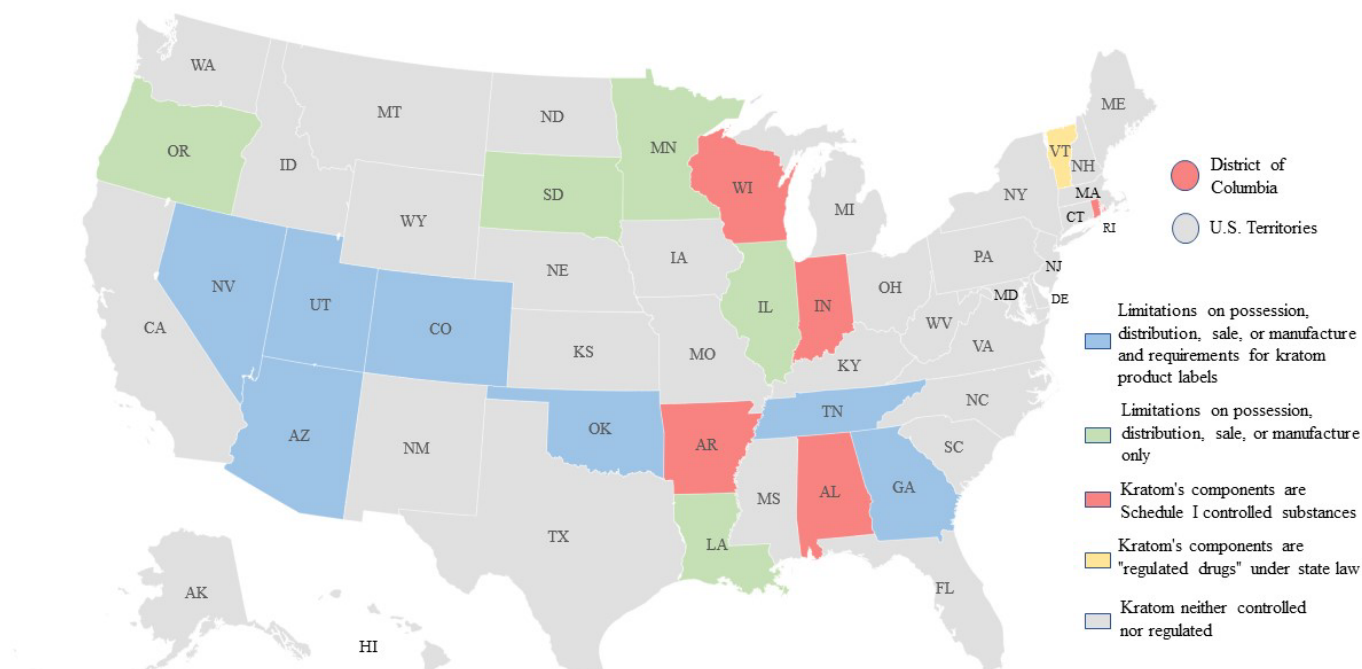 WA
MT
ND
MN
ME
OR
ID
SD
WI
VT
NH
WY
MI
NY
MA
CT
RI
District of
Columbia
U.S. Territories
NV
UT
CO
NE
IA
IL
IN
OH
PA
NJ
MD
DE
CA
KS
MO
KY
WV
VA
AZ
NM
OK
AR
TN
NC
SC
TX
LA
MS
AL
GA
FL
AK
HI
Limitations on possession,
distribution, sale, or manufacture
and requirements for kratom
product labels
Limitations on possession,
distribution, sale, or manufacture
only
Kratom's components are
Schedule I controlled substances
Kratom's components are
"regulated drugs" under state law
Kratom neither controlled
nor regulated